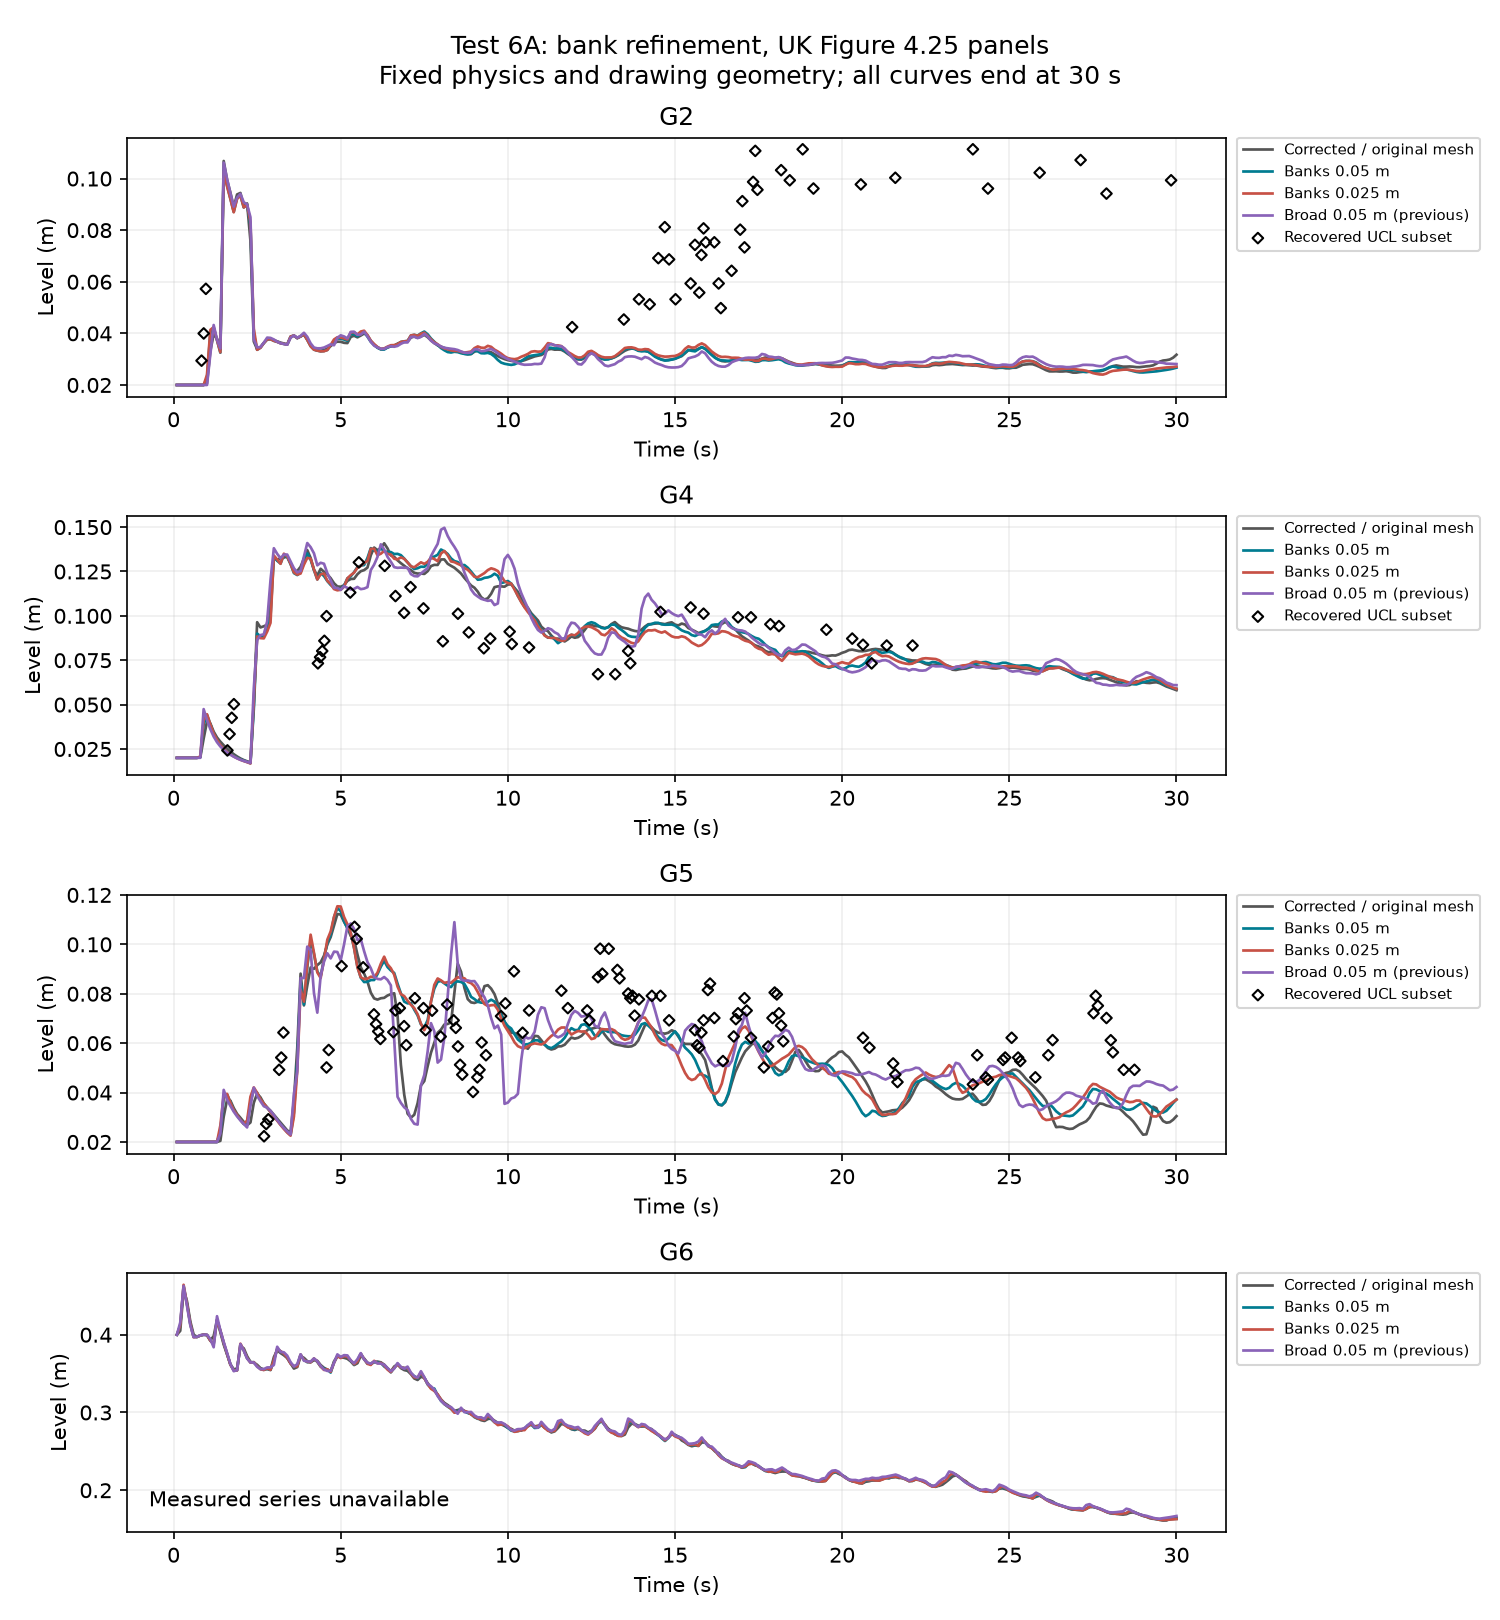 Test 6A: bank refinement, UK Figure 4.25 panels
Fixed physics and drawing geometry; all curves end at 30 s
G2
Level (m)
0.10
0.08
0.06
0.04
0.02
0 5 10 15 20 25 30
Time (s)
Corrected / original mesh
Banks 0.05 m
Banks 0.025 m
Broad 0.05 m (previous)
Recovered UCL subset
G4
Level (m)
0.150
0.125
0.100
0.075
0.050
0.025
0 5 10 15 20 25 30
Time (s)
Corrected / original mesh
Banks 0.05 m
Banks 0.025 m
Broad 0.05 m (previous)
Recovered UCL subset
G5
Level (m)
0.12
0.10
0.08
0.06
0.04
0.02
0 5 10 15 20 25 30
Time (s)
Corrected / original mesh
Banks 0.05 m
Banks 0.025 m
Broad 0.05 m (previous)
Recovered UCL subset
G6
Level (m)
0.4
0.3
0.2
Measured series unavailable
0 5 10 15 20 25 30
Time (s)
Corrected / original mesh
Banks 0.05 m
Banks 0.025 m
Broad 0.05 m (previous)